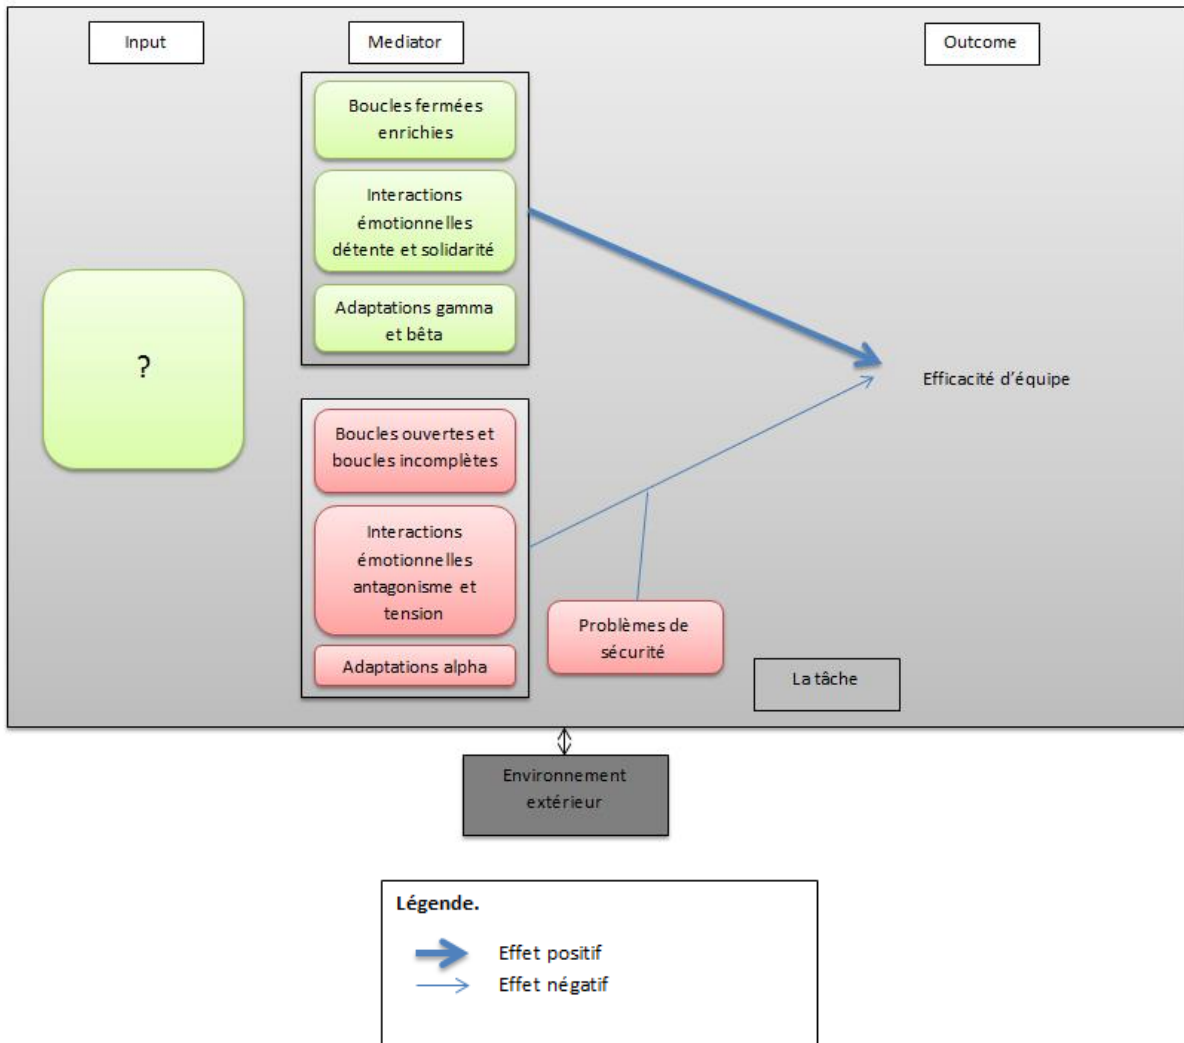 Input
Mediator
Outcome
Boucles fermées
enrichies
Interactions
émotionnelles
détente et solidarité
Adaptations gamma
et bêta
?
Efficacité d'équipe
Boucles ouvertes et
boucles incomplètes
Interactions
émotionnelles
antagonisme et
tension
Adaptations alpha
Problèmes de
sécurité
La tâche
Environnement
extérieur
Légende.
Effet positif
Effet négatif